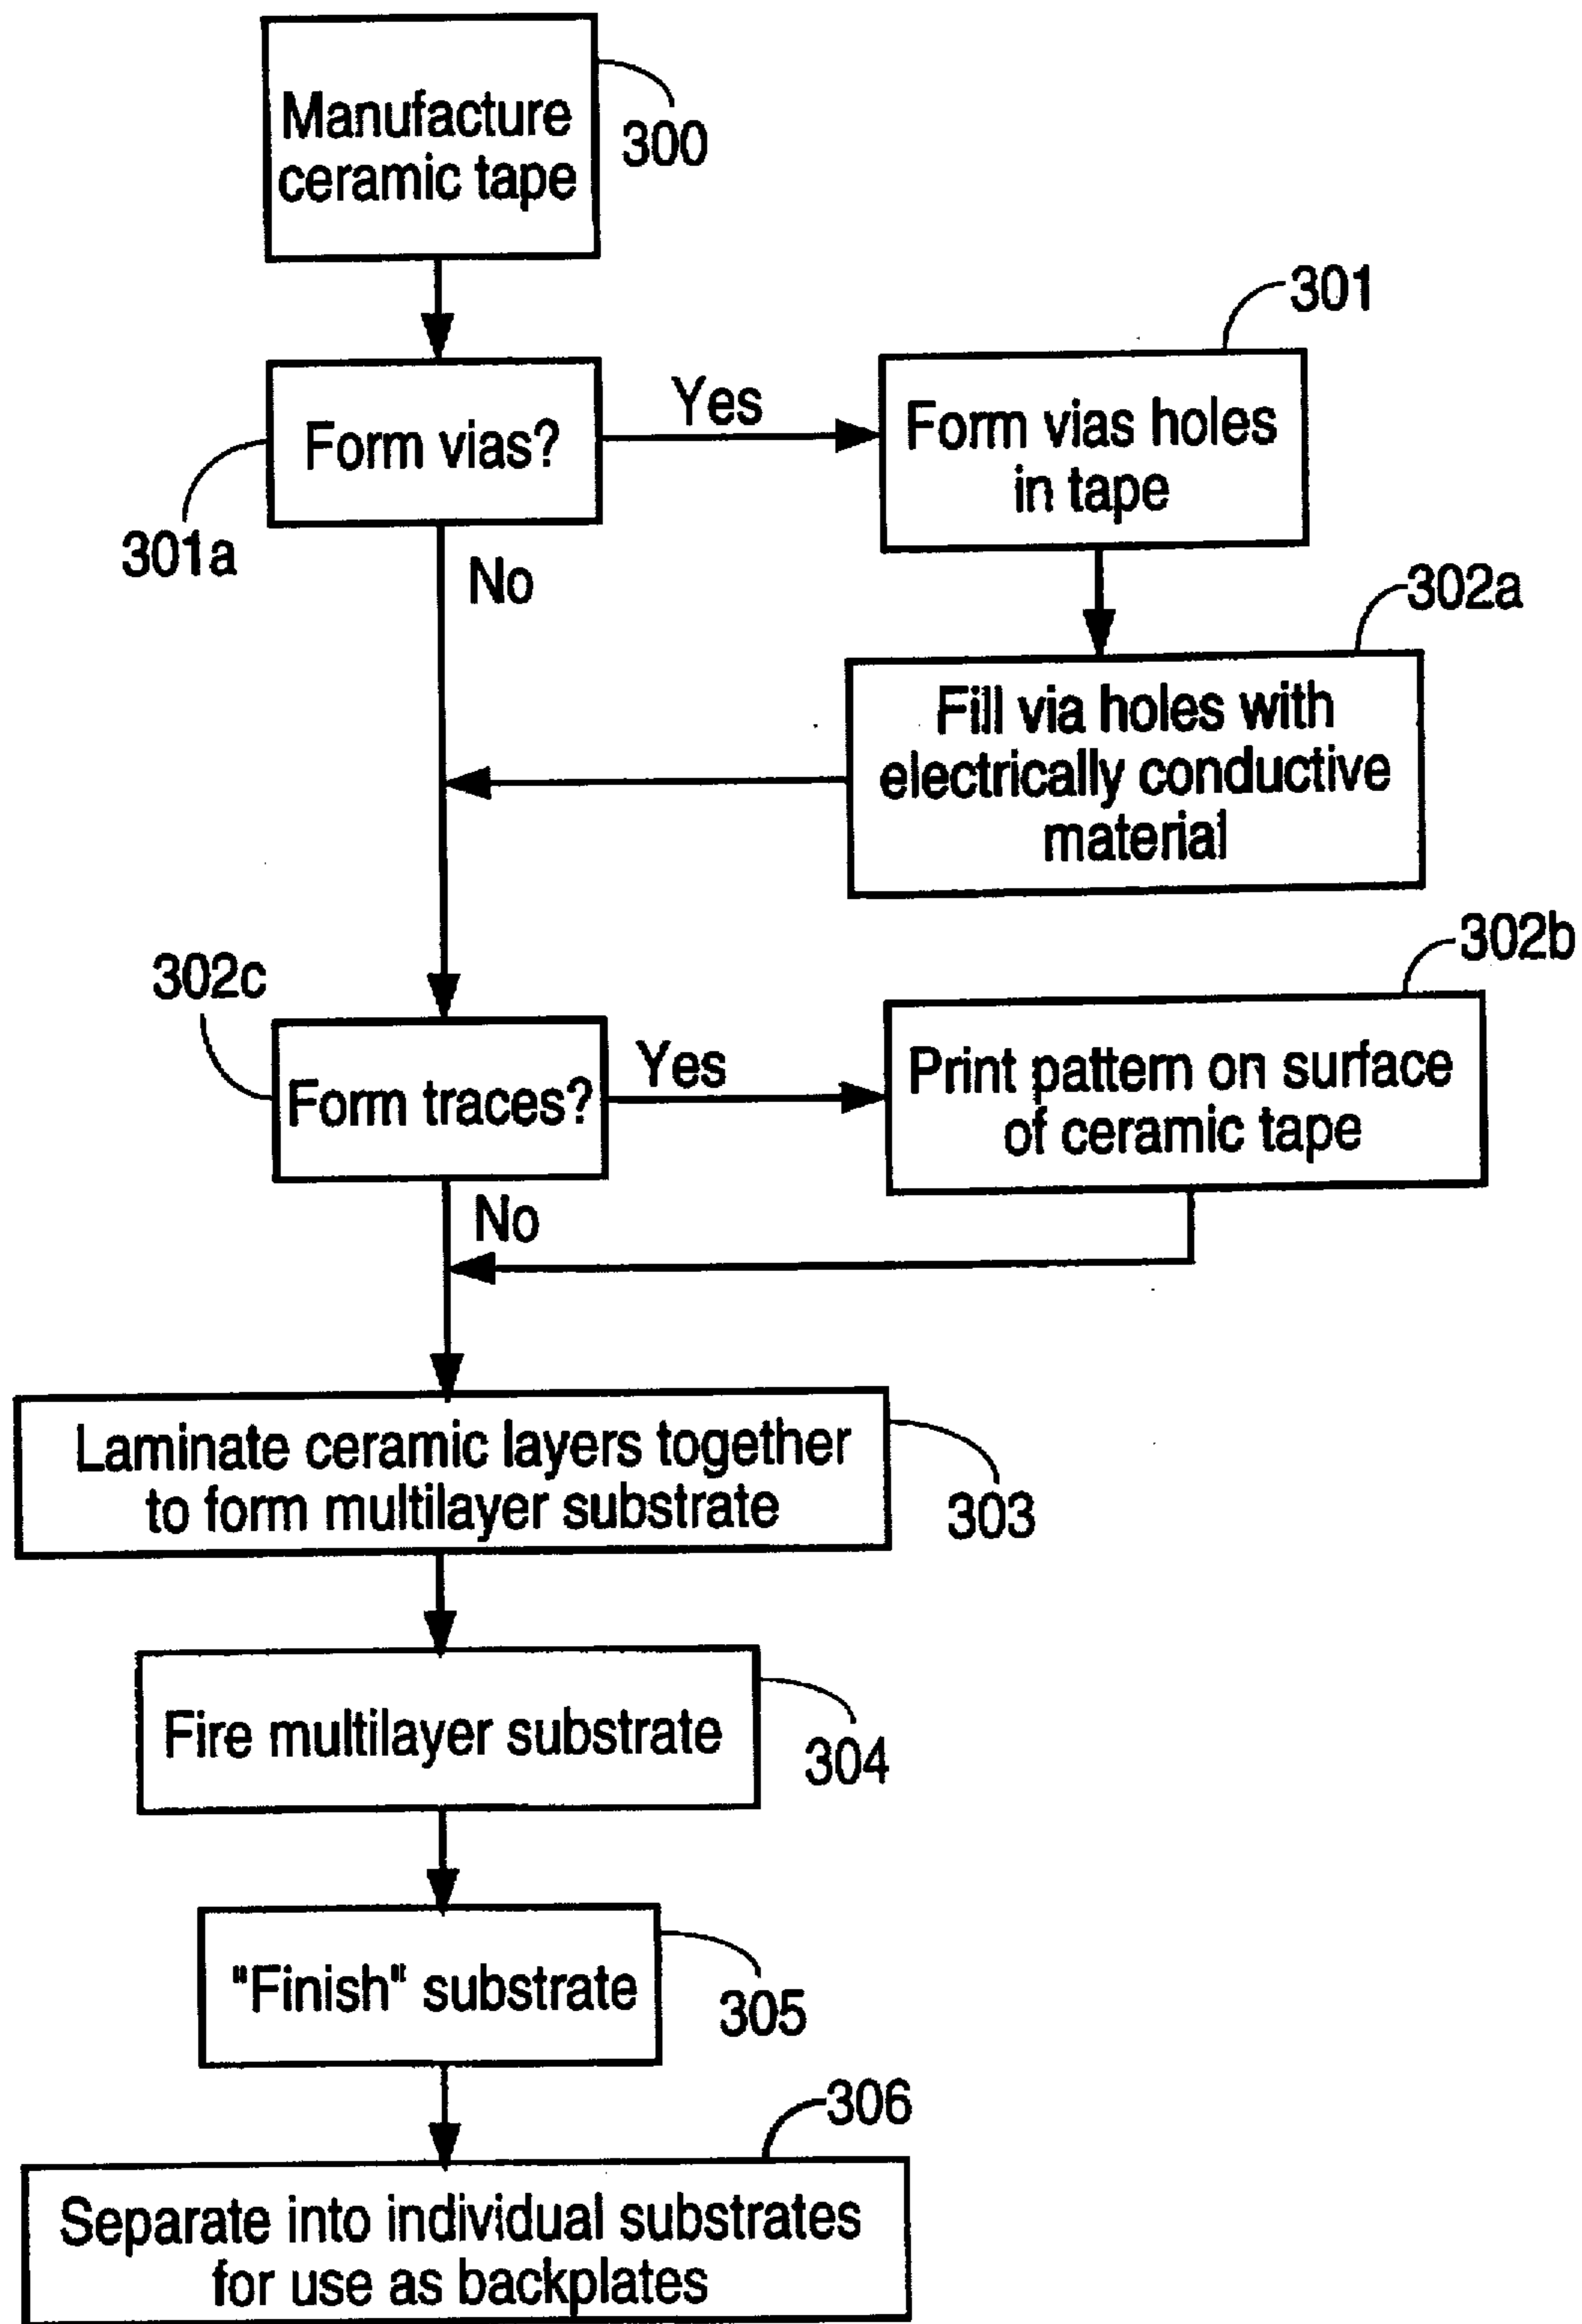 Manufacture
ceramic tape
300
Form vias?
301a
Yes
No
301
Form vias holes
in tape
302a
Fill via holes with
electrically conductive
material
302c
Form traces?
Yes
No
302b
Print pattern on surface
of ceramic tape
Laminate ceramic layers together
to form multilayer substrate
303
Fire multilayer substrate
304
"Finish" substrate
305
306
Separate into individual substrates
for use as backplates